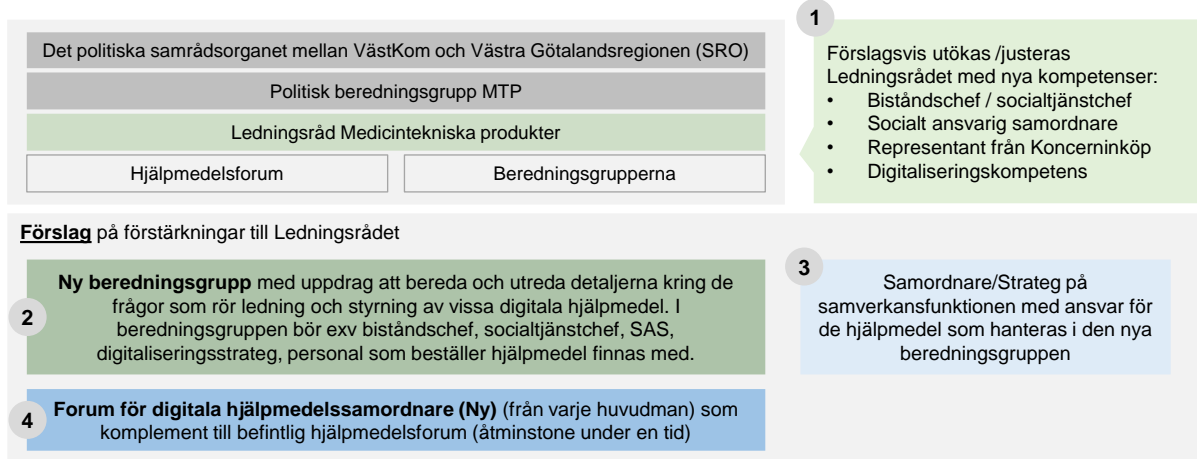 Det politiska samrådsorganet mellan VästKom och Västra Götalandsregionen (SRO)
Politisk beredningsgrupp MTP
Ledningsråd Medicintekniska produkter
Hjälpmedelsforum
Beredningsgrupperna
1
Förslagsvis utökas /justeras
Ledningsrådet med nya kompetenser:
• Biståndschef / socialtjänstchef
• Socialt ansvarig samordnare
• Representant från Koncerninköp
• Digitaliseringskompetens
Förslag på förstärkningar till Ledningsrådet
2
Ny beredningsgrupp med uppdrag att bereda och utreda detaljerna kring de
frågor som rör ledning och styrning av vissa digitala hjälpmedel. I
beredningsgruppen bör exv biståndschef, socialtjänstchef, SAS,
digitaliseringsstrateg, personal som beställer hjälpmedel finnas med.
3
Samordnare/Strateg på
samverkansfunktionen med ansvar för
de hjälpmedel som hanteras i den nya
beredningsgruppen
4
Forum för digitala hjälpmedelssamordnare (Ny) (från varje huvudman) som
komplement till befintlig hjälpmedelsforum (åtminstone under en tid)